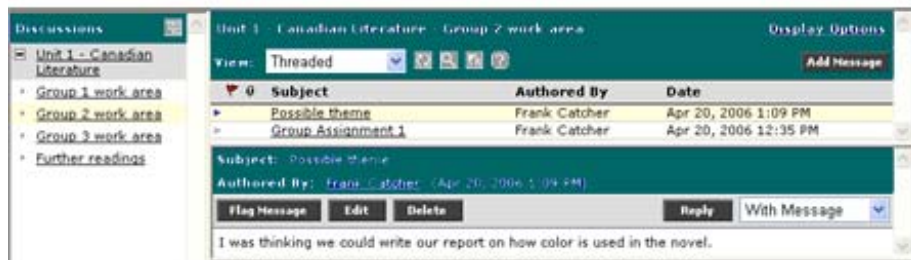 Discussions
Unit 1 - Canadian
Literature
Group 1 work area
Group 2 work area
Group 3 work area
Further readings
Unit 1 - Canadian Literature - Group 2 work area
Display Options
View: Threaded
Add Message
Subject Authored By Date
Possible theme Frank Catcher Apr 20, 2006 1:09 PM
Group Assignment 1 Frank Catcher Apr 20, 2006 12:35 PM
Subject: Possible theme
Authored By: Frank Catcher (Apr 20, 2006 1:09 PM)
Flag Message Edit Delete Reply With Message
I was thinking we could write our report on how color is used in the novel.